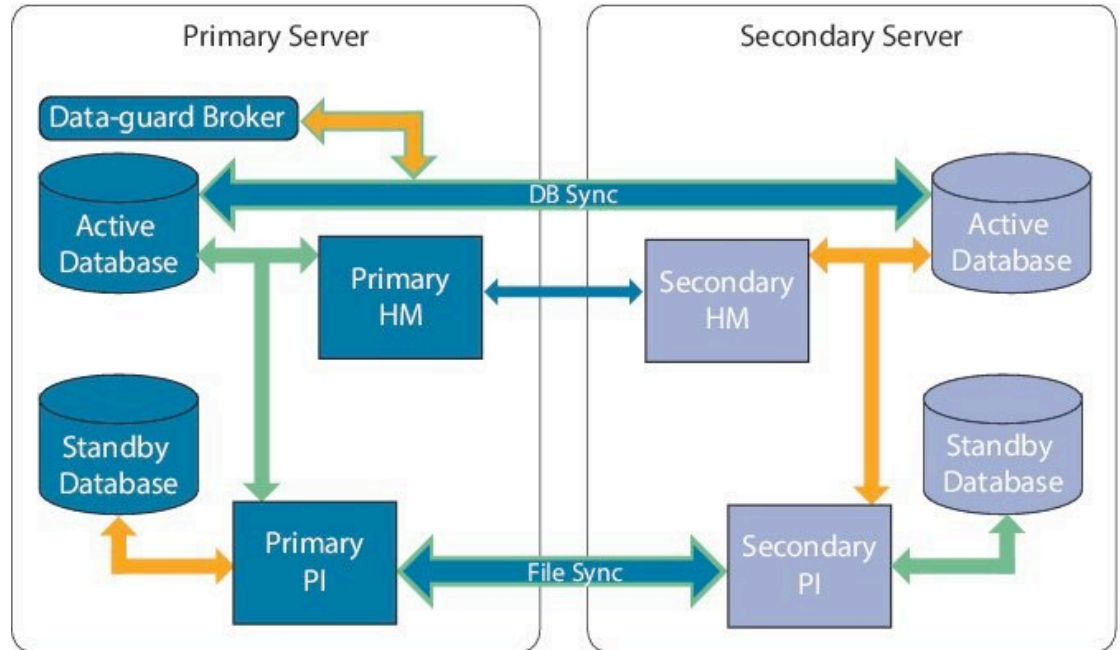 Primary Server
Secondary Server
Data-guard Broker
DB Sync
Active
Database
Active
Database
Primary
HM
Secondary
HM
Standby
Database
Standby
Database
Primary
PI
File Sync
Secondary
PI